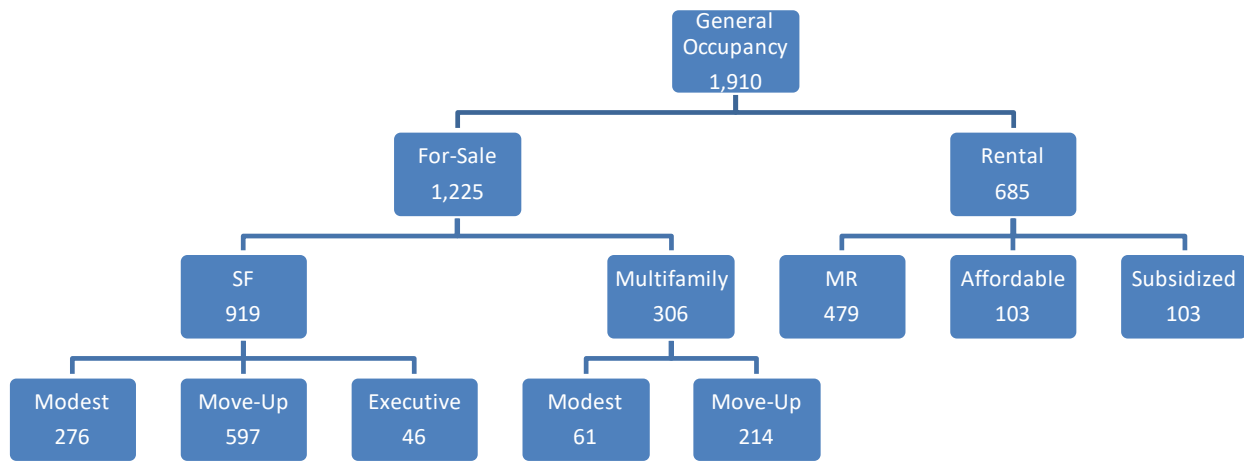 General
Occupancy
1,910
For-Sale
1,225
Rental
685
SF
919
Multifamily
306
MR
479
Affordable
103
Subsidized
103
Modest
276
Move-Up
597
Executive
46
Modest
61
Move-Up
214